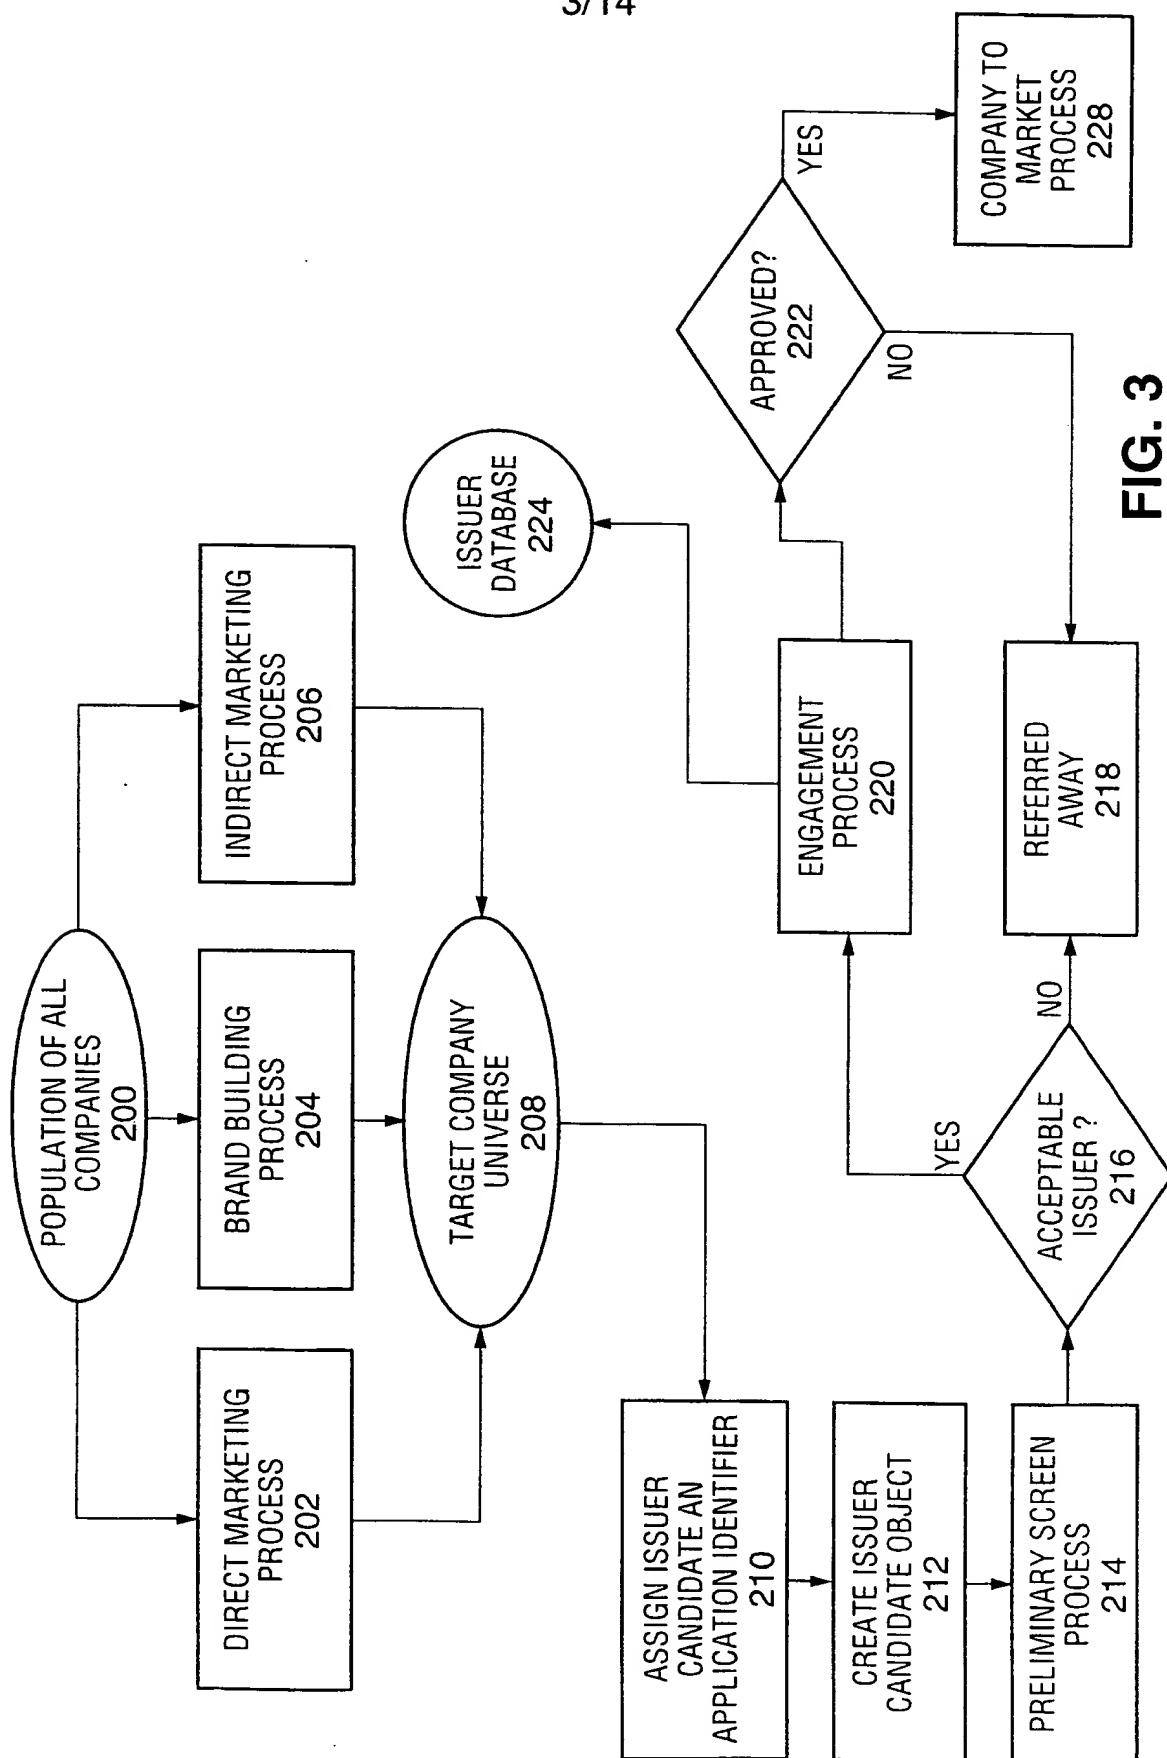 3/14
POPULATION OF ALL
COMPANIES
200
DIRECT MARKETING
PROCESS
202
BRAND BUILDING
PROCESS
204
INDIRECT MARKETING
PROCESS
206
TARGET COMPANY
UNIVERSE
208
ASSIGN ISSUER
CANDIDATE AN
APPLICATION IDENTIFIER
210
CREATE ISSUER
CANDIDATE OBJECT
212
PRELIMINARY SCREEN
PROCESS
214
ACCEPTABLE
ISSUER ?
216
YES
NO
ENGAGEMENT
PROCESS
220
REFERRED
AWAY
218
ISSUER
DATABASE
224
APPROVED?
222
YES
NO
COMPANY TO
MARKET
PROCESS
228
FIG. 3